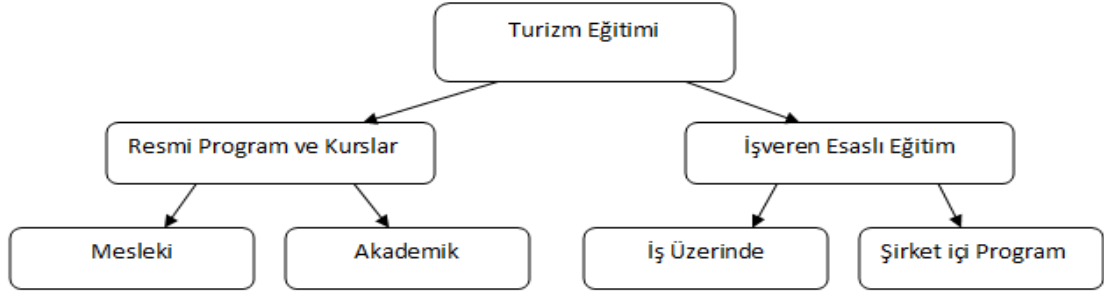 Turizm Eğitimi
Resmi Program ve Kurslar
İşveren Esaslı Eğitim
Mesleki
Akademik
İş Üzerinde
Şirket içi Program